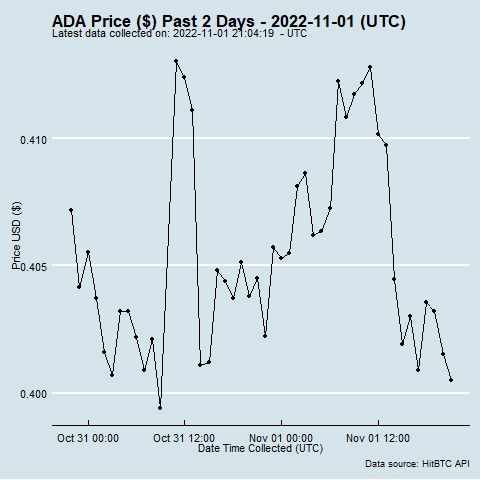 ADA Price ($) Past 2 Days - 2022-11-01 (UTC)
Latest data collected on: 2022-11-01 21:04:19 - UTC
0.410
0.405
0.400
Price USD ($)
Oct 31 00:00
Oct 31 12:00
Nov 01 00:00
Nov 01 12:00
Date Time Collected (UTC)
Data source: HitBTC API